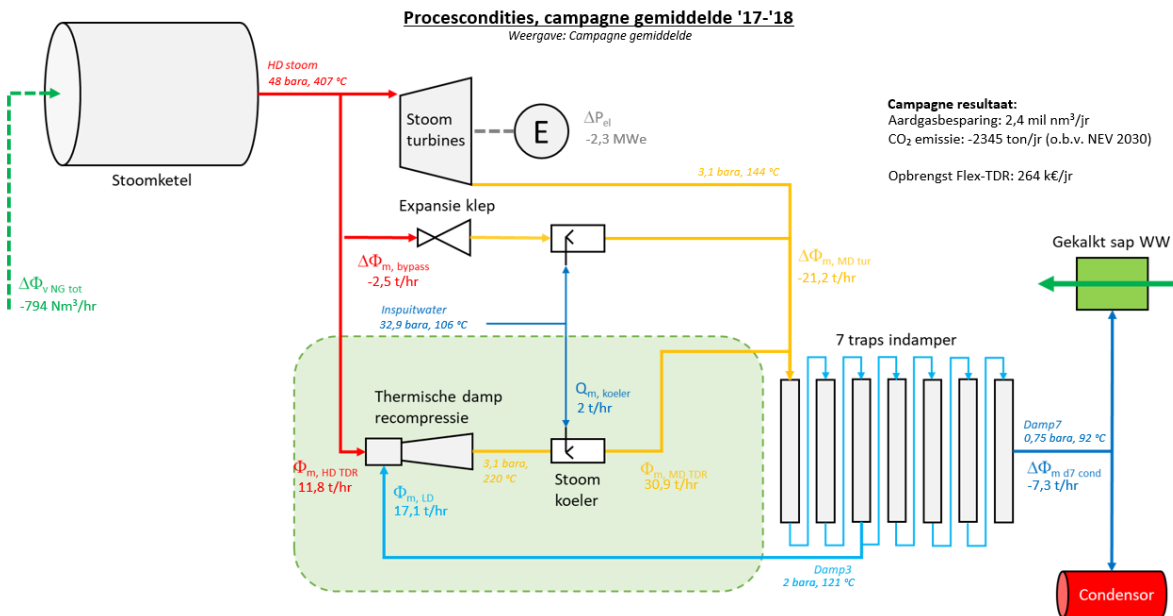 Procescondities, campagne gemiddelde '17-'18
Weergave: Campagne gemiddelde
HD stoom
48 bara, 407 °C
Stoomketel
Stoom
turbines
E
ΔP el
-2,3 MWe
Campagne resultaat:
Aardgasbesparing: 2,4 mil nm³/jr
CO₂ emissie: -2345 ton/jr (o.b.v. NEV 2030)
Opbrengst Flex-TDR: 264 k€/jr
3,1 bara, 144 °C
Expansie klep
ΔΦm, bypass
-2,5 t/hr
ΔΦm, MD tur
-21,2 t/hr
Gekalkt sap WW
ΔΦv NG tot
-794 Nm³/hr
Inspuitwater
32,9 bara, 106 °C
7 traps indamper
Thermische damp
recompressie
Qm, koeler
2 t/hr
Φm, HD TDR
11,8 t/hr
3,1 bara,
220 °C
Stoom
koeler
Φm, MD TDR
30,9 t/hr
Φm, LD
17,1 t/hr
Damp7
0,75 bara, 92 °C
ΔΦm d7 cond
-7,3 t/hr
Damp3
2 bara, 121 °C
Condensor